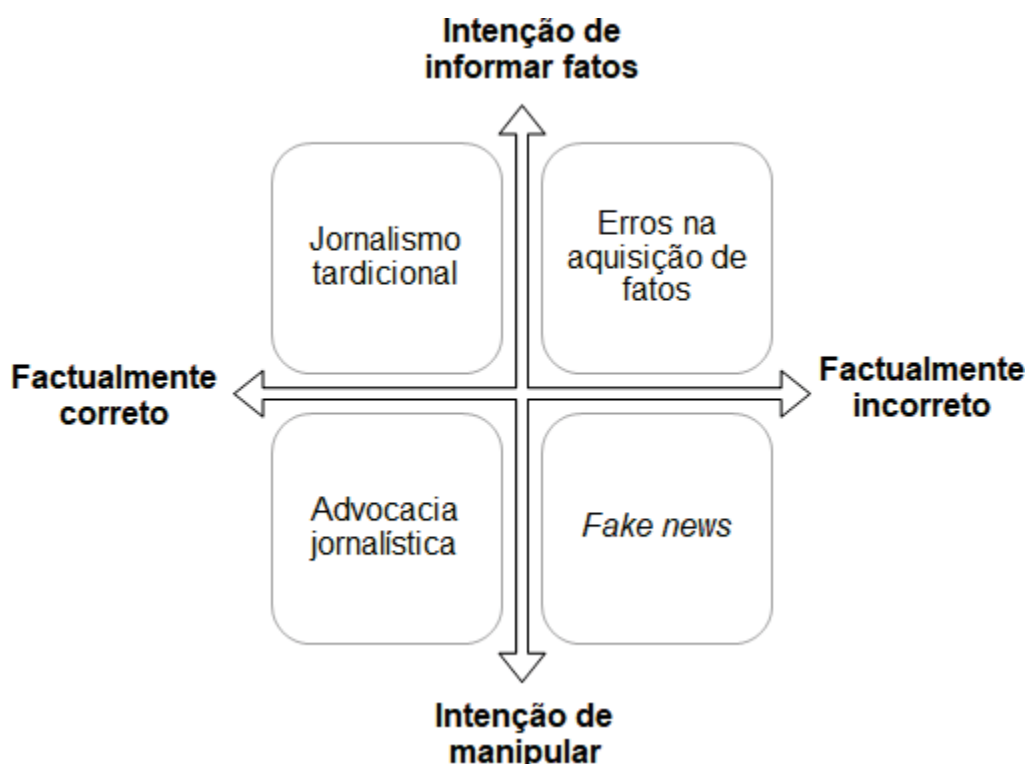 Intenção de
informar fatos
Jornalismo
tardicional
Erros na
aquisição de
fatos
Factualmente
correto
Factualmente
incorreto
Advocacia
jornalística
Fake news
Intenção de
manipular